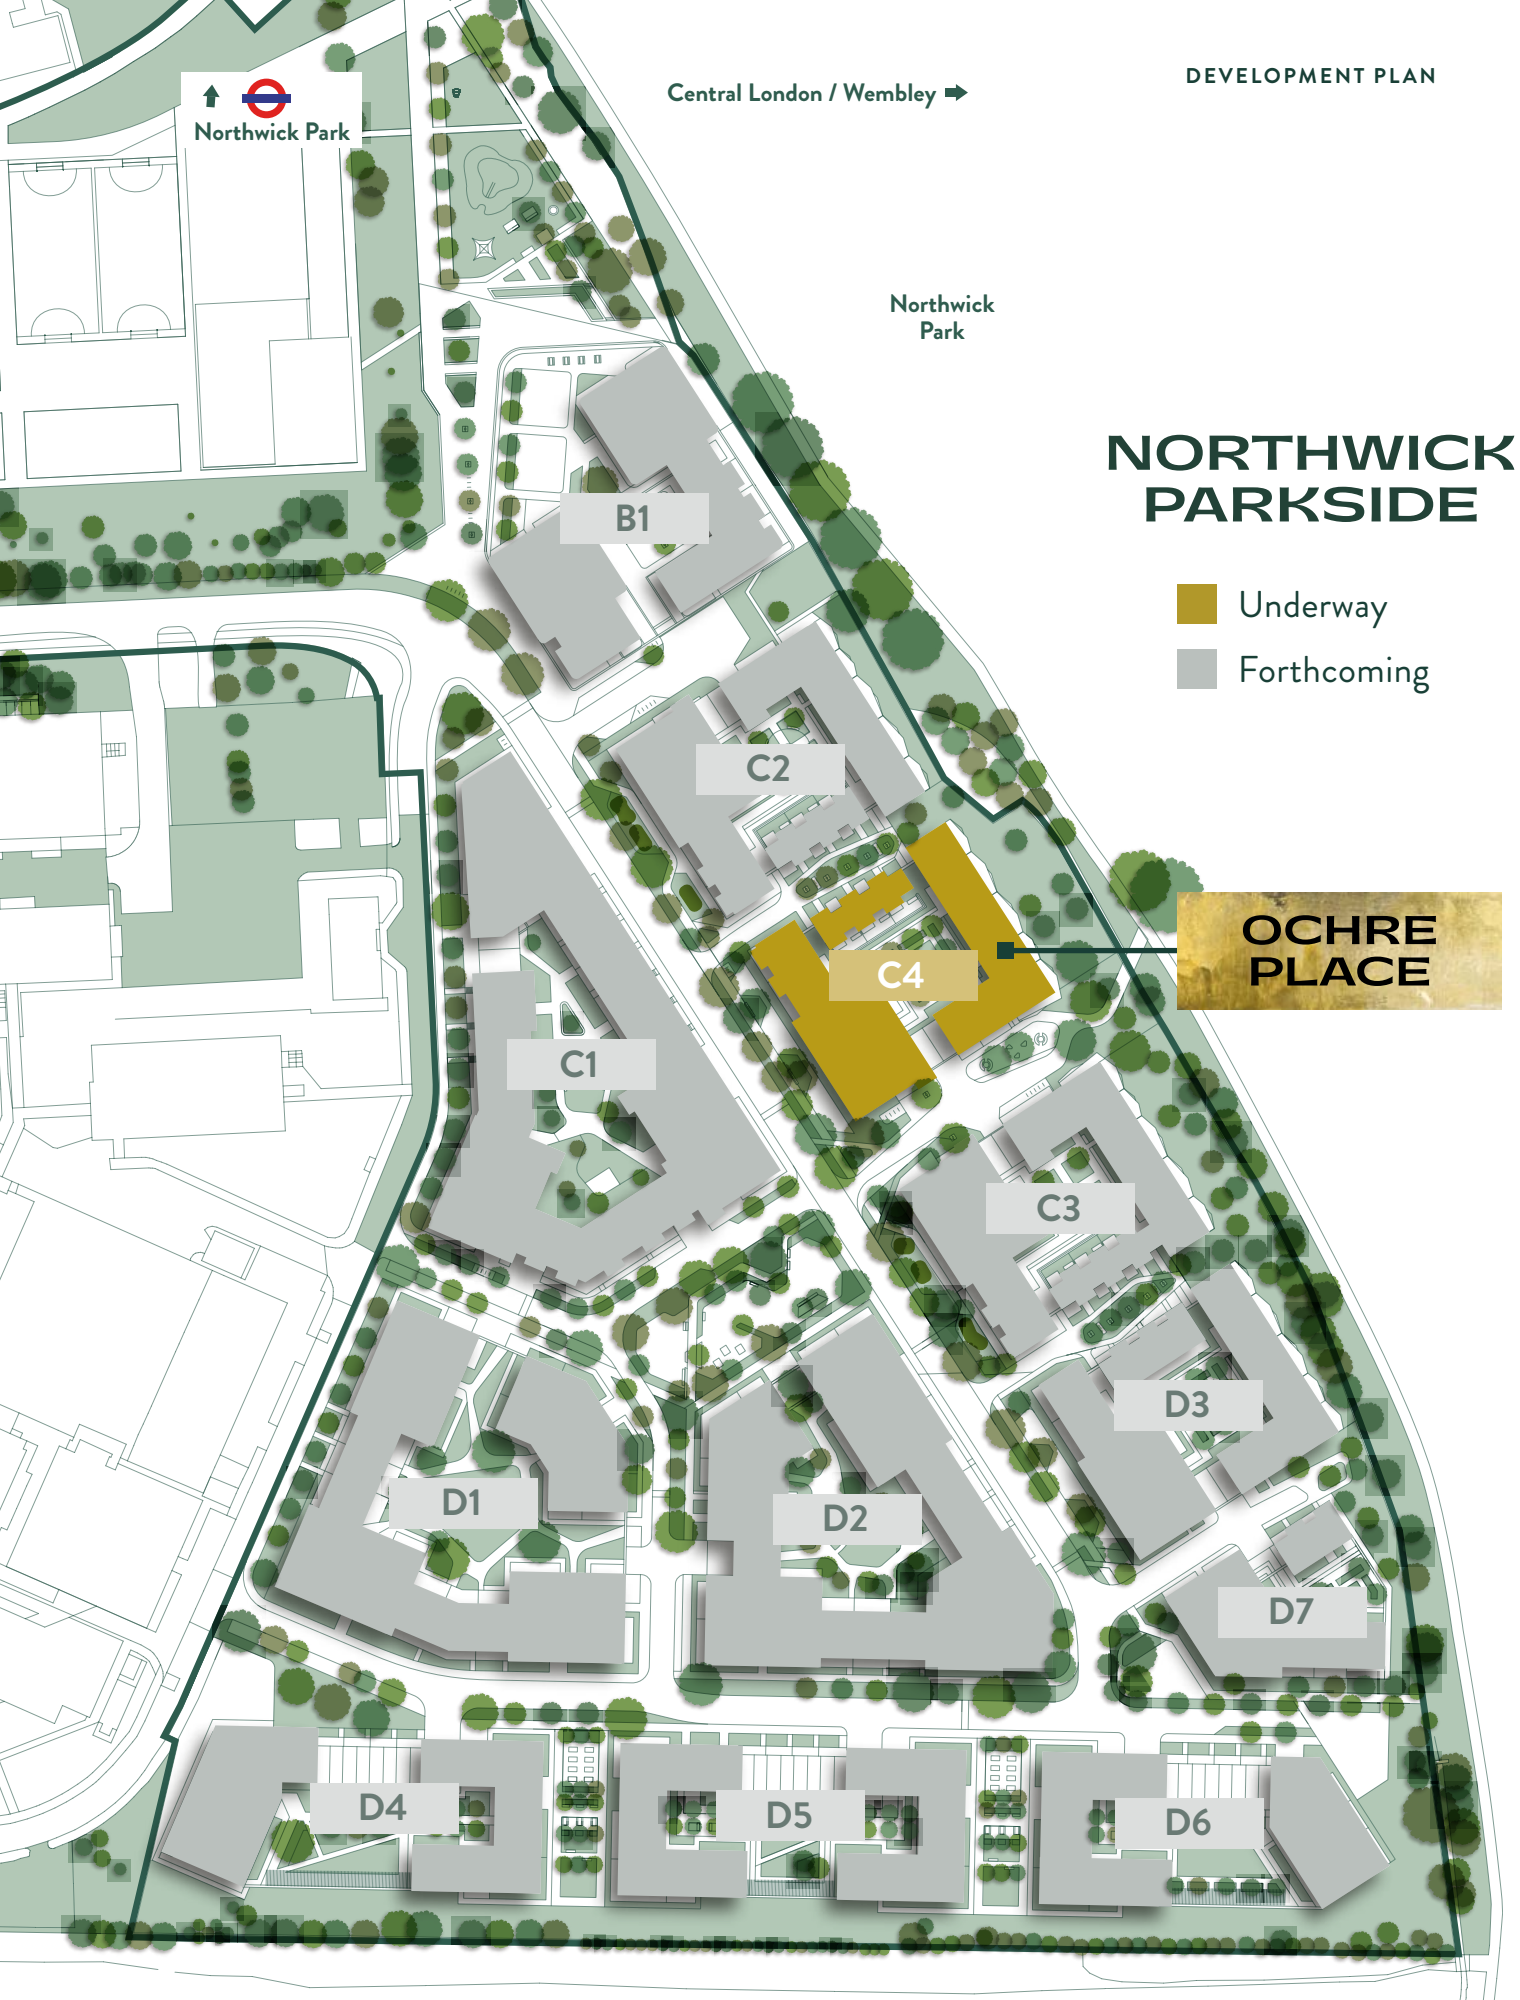 DEVELOPMENT PLAN
Central London / Wembley
Northwick Park
Northwick
Park
NORTHWICK
PARKSIDE
Underway
Forthcoming
B1
C2
OCHRE
PLACE
C4
C1
C3
D3
D1
D2
D7
D4
D5
D6